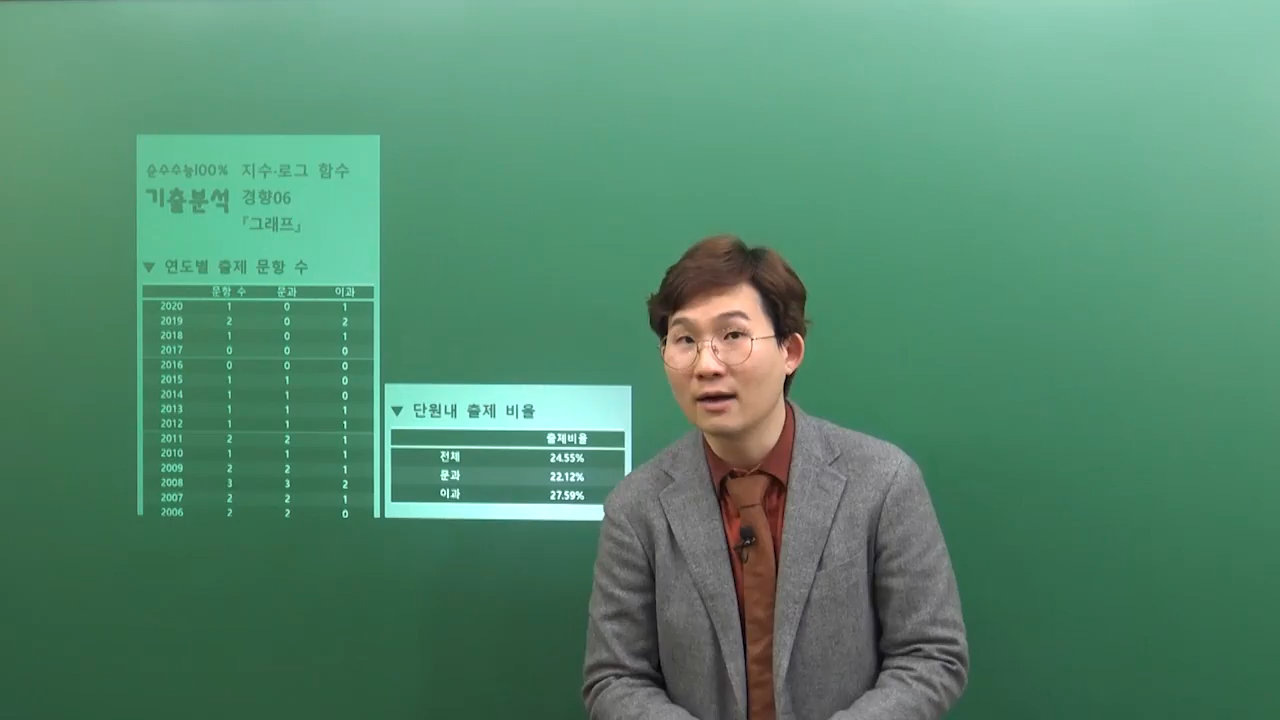 순수수능100% 지수·로그 함수
기출분석 경향06
『그래프』
▼ 연도별 출제 문항 수
문항 수 문과 이과
2020 1 0 1
2019 2 0 2
2018 1 0 1
2017 0 0 0
2016 0 0 0
2015 1 1 0
2014 1 1 0
2013 1 1 1
2012 1 1 1
2011 2 2 1
2010 1 1 1
2009 2 2 1
2008 3 3 2
2007 2 2 1
2006 2 2 0
▼ 단원내 출제 비율
출제비율
전체 24.55%
문과 22.12%
이과 27.59%